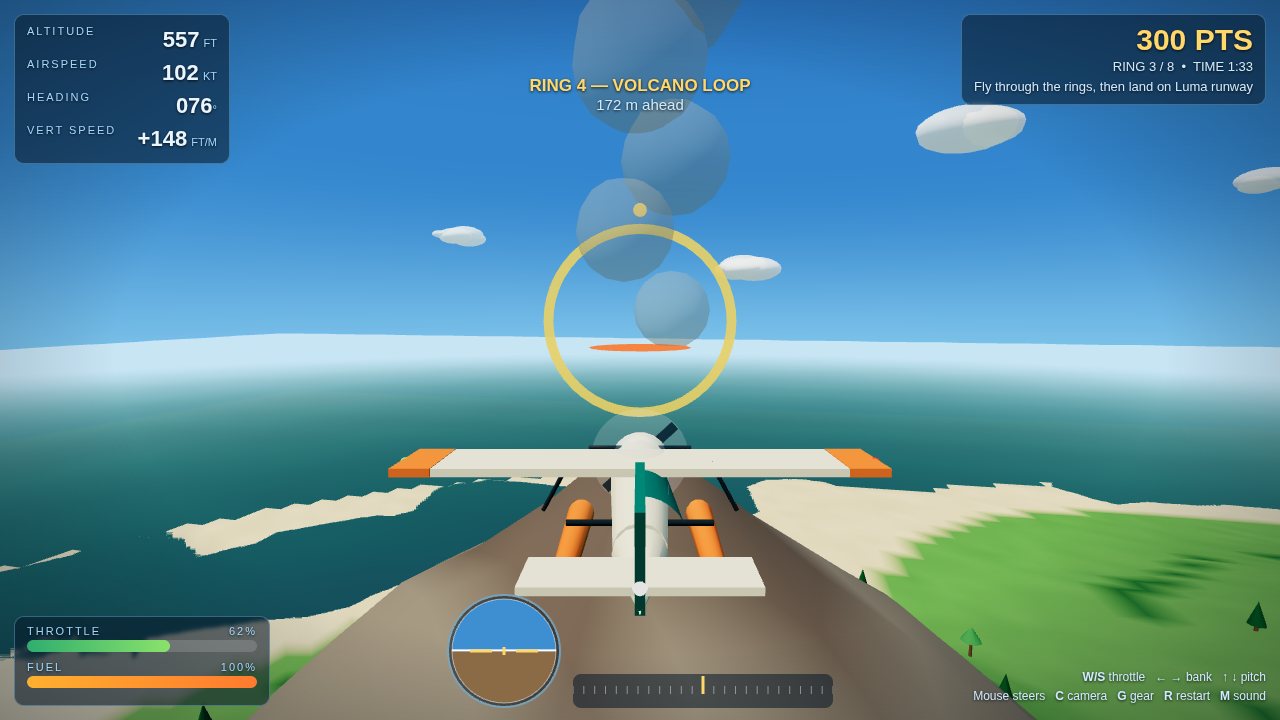 ALTITUDE 557 FT
AIRSPEED 102 KT
HEADING 076°
VERT SPEED +148 FT/M
RING 4 — VOLCANO LOOP
172 m ahead
300 PTS
RING 3 / 8 • TIME 1:33
Fly through the rings, then land on Luma runway
THROTTLE 62%
FUEL 100%
W/S throttle ← → bank ↑ ↓ pitch
Mouse steers C camera G gear R restart M sound